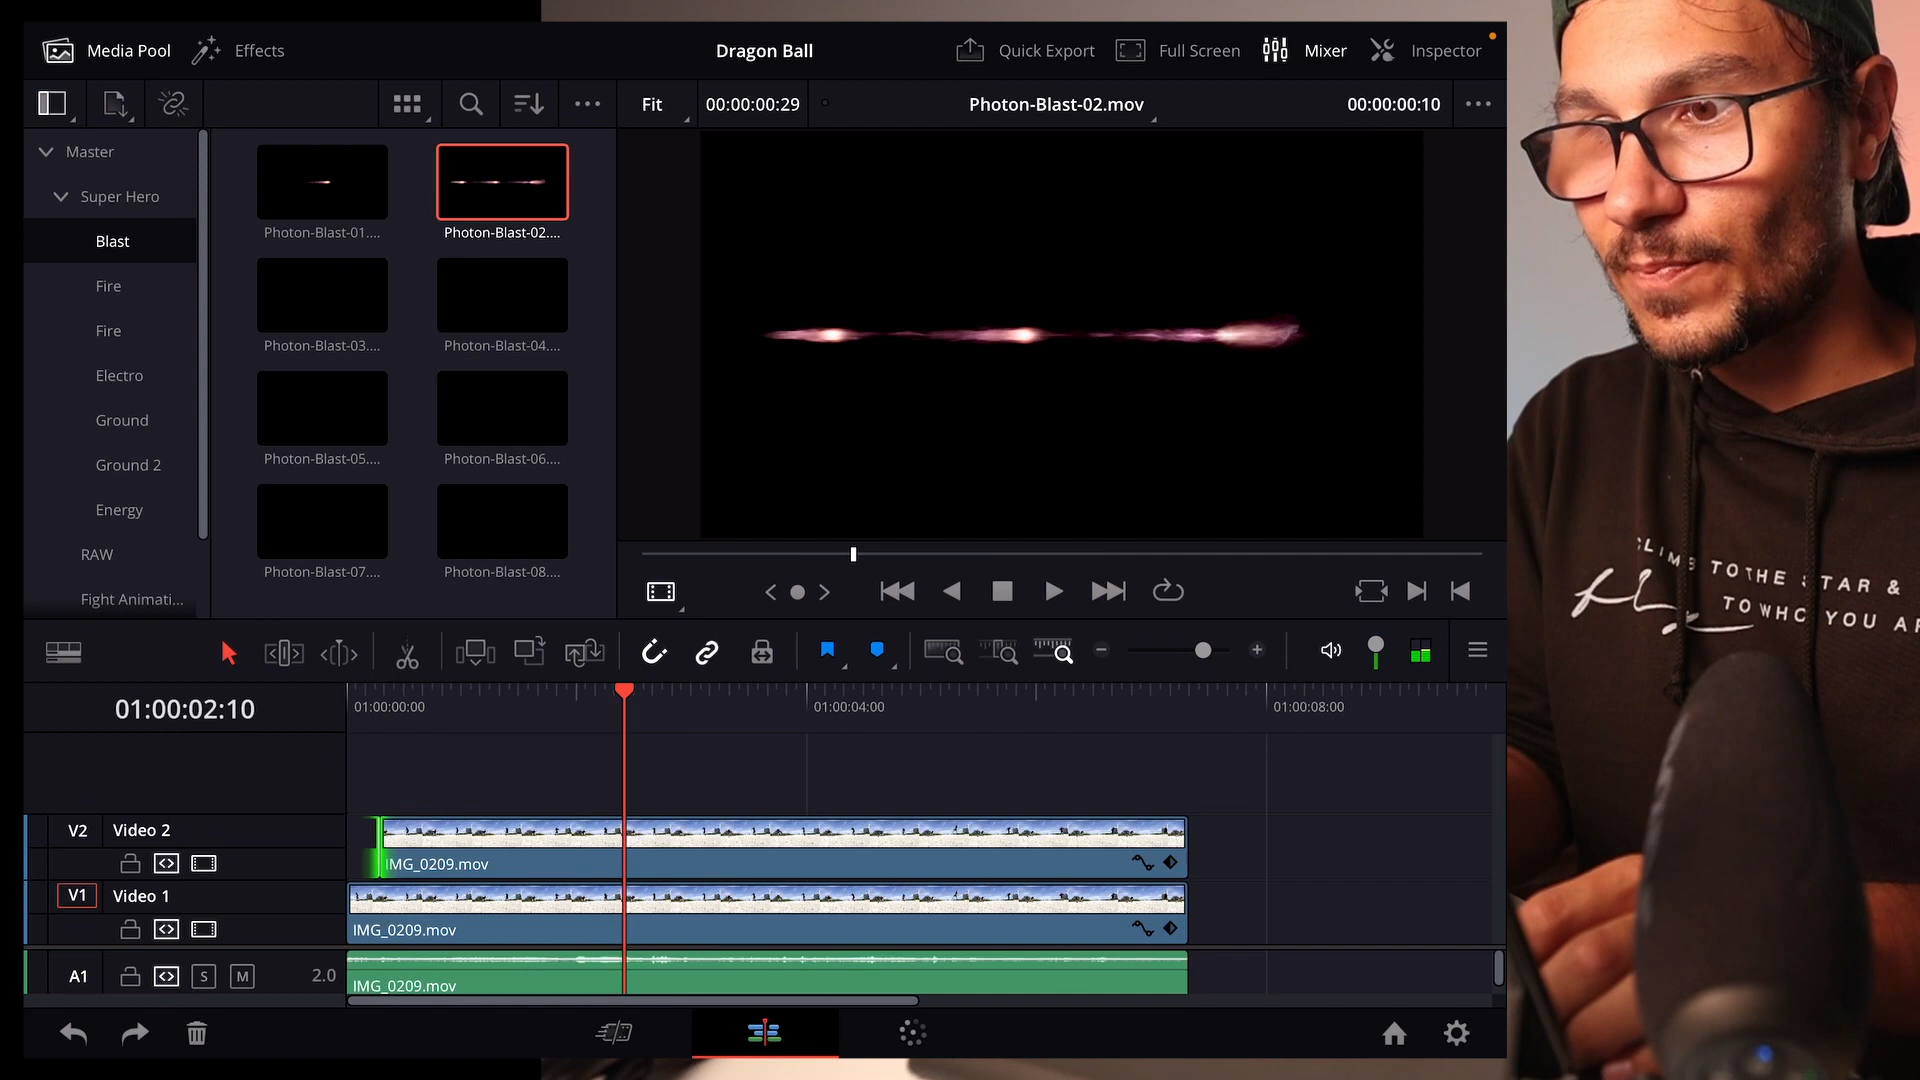 Media Pool Effects Dragon Ball Quick Export Full Screen Mixer Inspector
Fit 00:00:00:29 Photon-Blast-02.mov 00:00:00:10
Master
Super Hero
Blast
Fire
Fire
Electro
Ground
Ground 2
Energy
RAW
Fight Animati...
Photon-Blast-01.... Photon-Blast-02....
Photon-Blast-03.... Photon-Blast-04....
Photon-Blast-05.... Photon-Blast-06....
Photon-Blast-07.... Photon-Blast-08....
01:00:02:10
01:00:00:00 01:00:04:00 01:00:08:00
V2 Video 2
IMG_0209.mov
V1 Video 1
IMG_0209.mov
A1 S M 2.0
IMG_0209.mov
TO THE STAR &
YOU